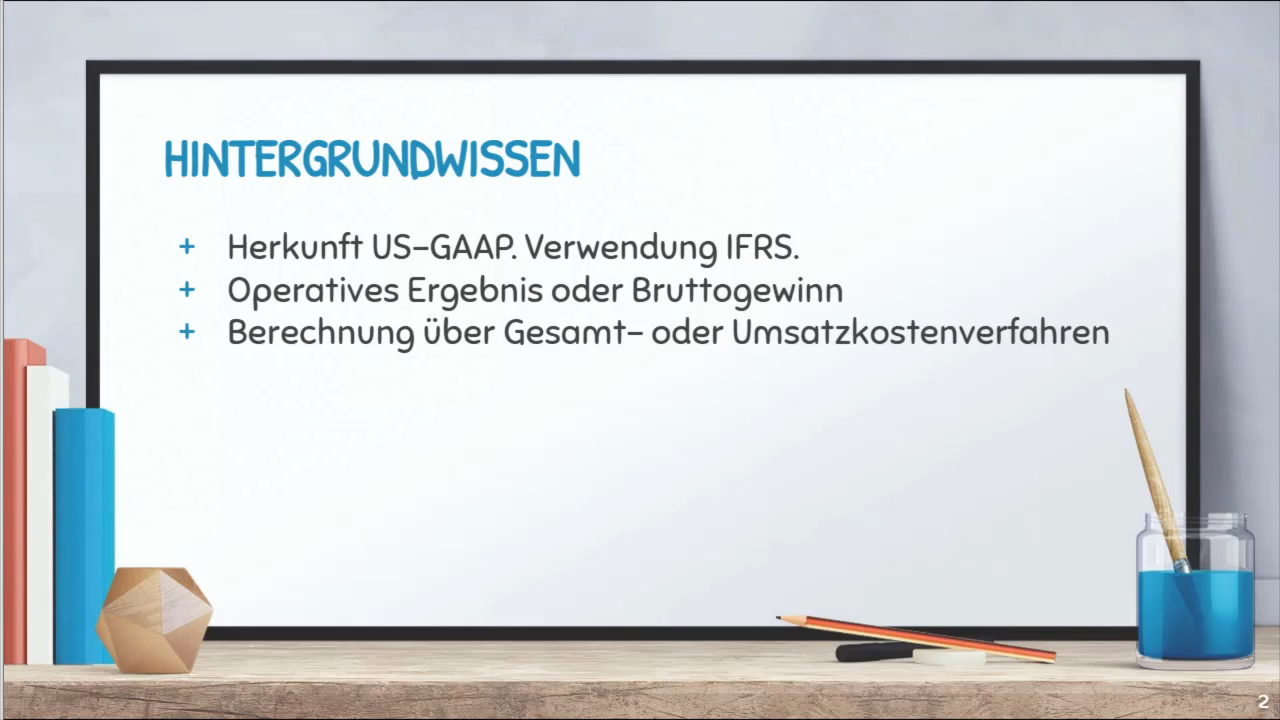 HINTERGRUNDWISSEN
+ Herkunft US-GAAP. Verwendung IFRS.
+ Operatives Ergebnis oder Bruttogewinn
+ Berechnung über Gesamt- oder Umsatzkostenverfahren
2